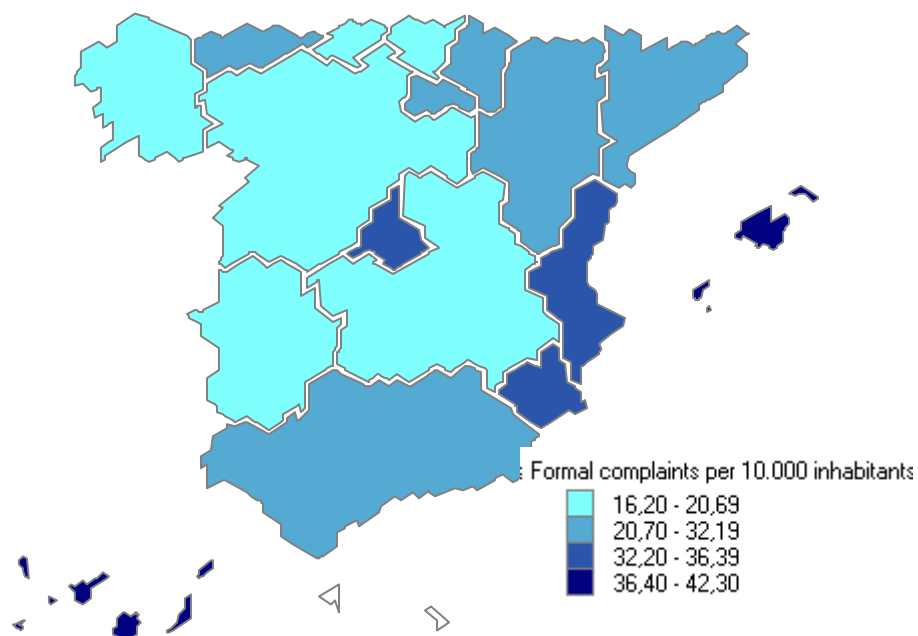 : Formal complaints per 10.000 inhabitants
16,20 - 20,69
20,70 - 32,19
32,20 - 36,39
36,40 - 42,30